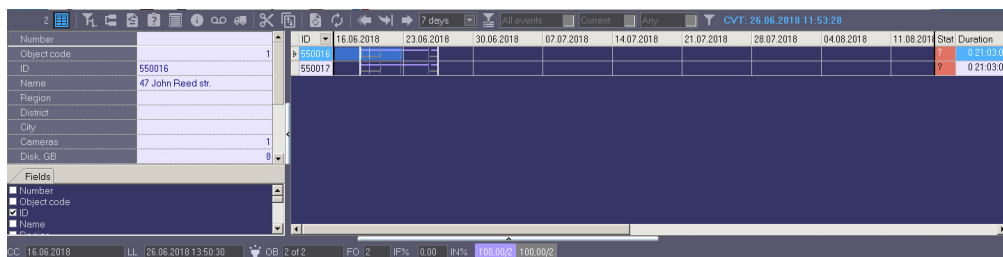 2 7 days All events Current Any CVT: 26.06.2018 11:53:28
Number
Object code 1
ID 550016
Name 47 John Reed str.
Region
District
City
Cameras 1
Disk, GB 8
Fields
Number
Object code
ID
Name
ID 16.06.2018 23.06.2018 30.06.2018 07.07.2018 14.07.2018 21.07.2018 28.07.2018 04.08.2018 11.08.2018 Stat Duration
550016 ? 0 21:03:0
550017 ? 0 21:03:0
CC 16.06.2018 LL 26.06.2018 13:50:30 OB 2 of 2 FO 2 IF% 0,00 IN% 100,00/2 100,00/2